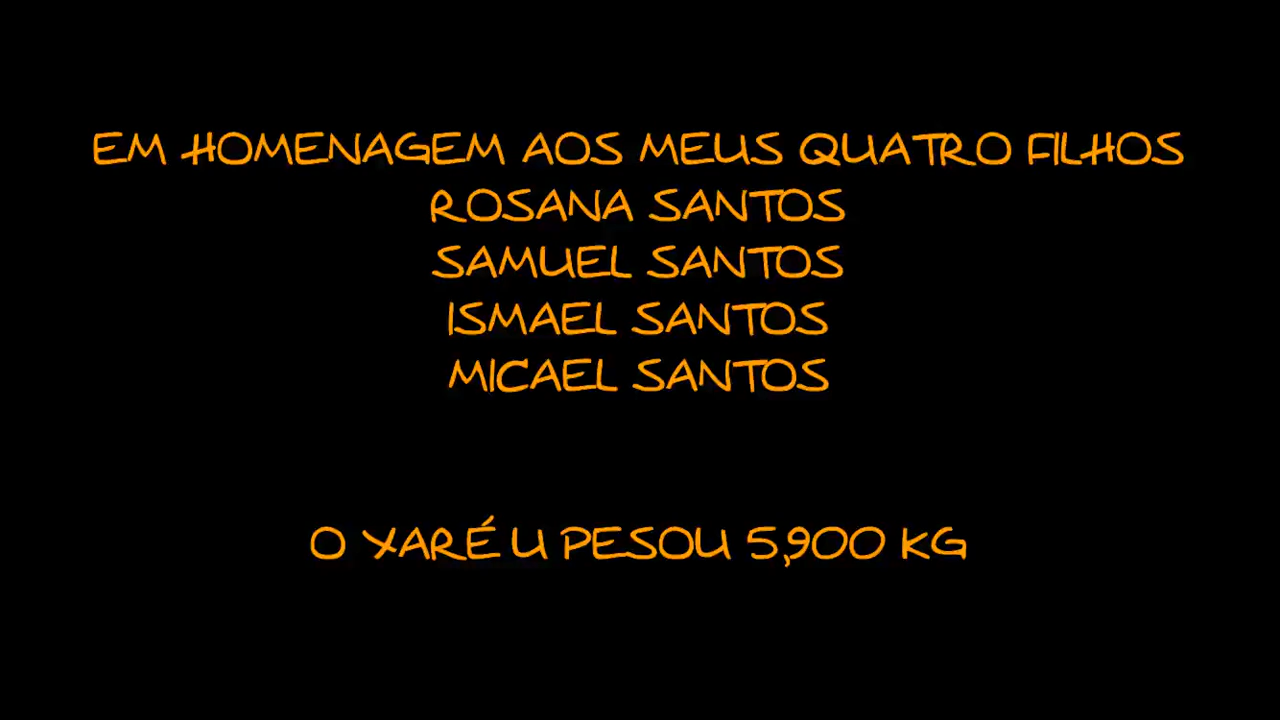 EM HOMENAGEM AOS MEUS QUATRO FILHOS
ROSANA SANTOS
SAMUEL SANTOS
ISMAEL SANTOS
MICAEL SANTOS
O XARÉU PESOU 5,900 KG